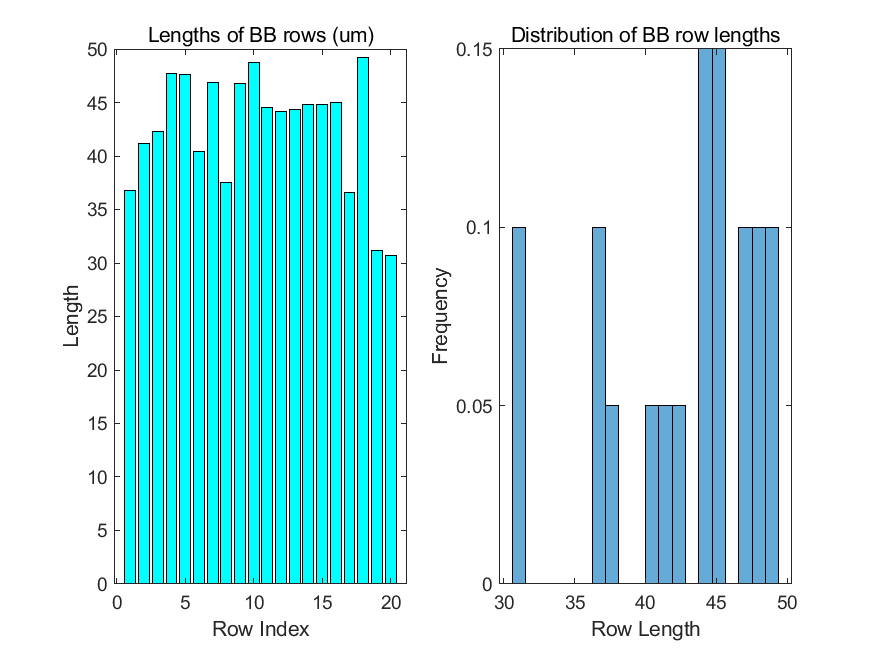 Lengths of BB rows (um)
50
45
40
35
30
25
20
15
10
5
0
Length
0 5 10 15 20
Row Index
Distribution of BB row lengths
0.15
0.1
0.05
0
Frequency
30 35 40 45 50
Row Length